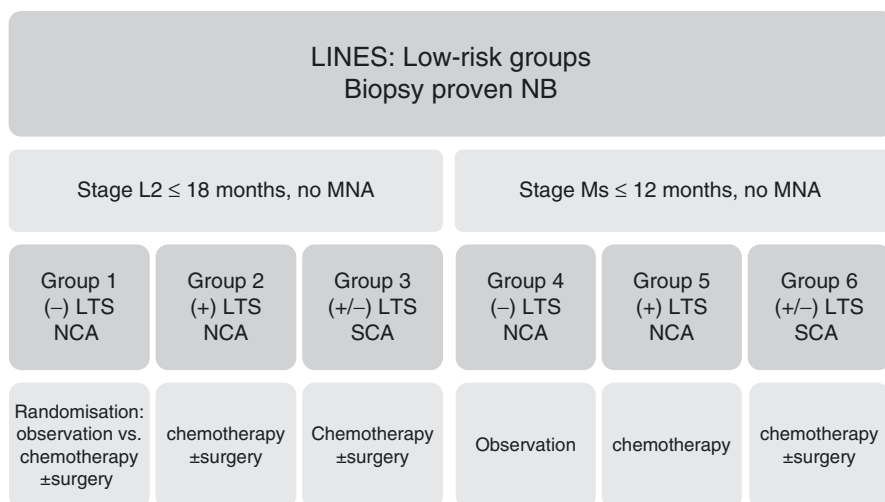 LINES: Low-risk groups
Biopsy proven NB
Stage L2 ≤ 18 months, no MNA
Stage Ms ≤ 12 months, no MNA
Group 1
(–) LTS
NCA
Group 2
(+) LTS
NCA
Group 3
(+/–) LTS
SCA
Group 4
(–) LTS
NCA
Group 5
(+) LTS
NCA
Group 6
(+/–) LTS
SCA
Randomisation:
observation vs.
chemotherapy
±surgery
chemotherapy
±surgery
Chemotherapy
±surgery
Observation
chemotherapy
chemotherapy
±surgery